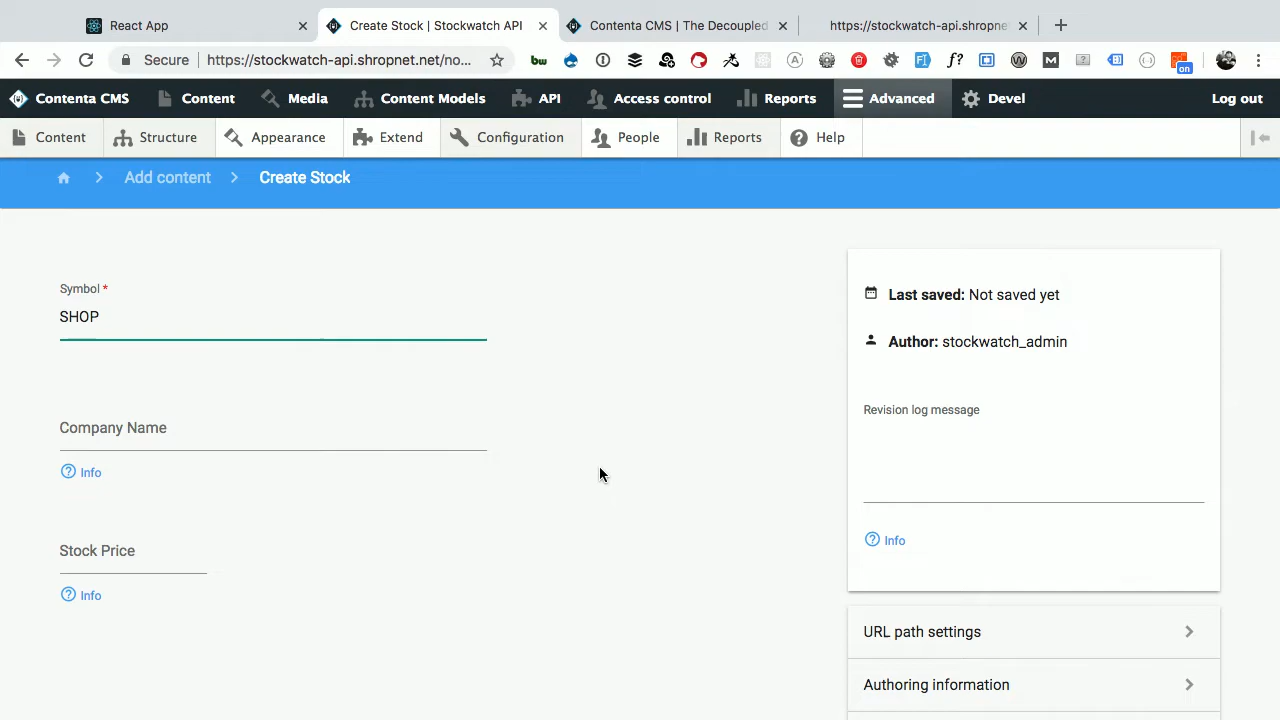 React App
Create Stock | Stockwatch API
Contenta CMS | The Decoupled
https://stockwatch-api.shropnet
Secure
https://stockwatch-api.shropnet.net/no...
bw
A
f?
W
M
?
on
Contenta CMS
Content
Media
Content Models
API
Access control
Reports
Advanced
Devel
Log out
Content
Structure
Appearance
Extend
Configuration
People
Reports
Help
Add content
Create Stock
Symbol *
SHOP
Last saved: Not saved yet
Author: stockwatch_admin
Revision log message
Company Name
Info
Info
Stock Price
Info
URL path settings
Authoring information